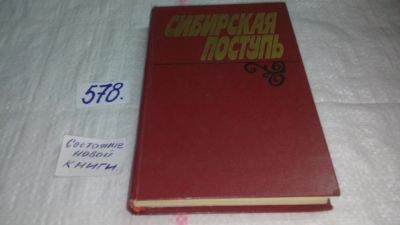 СИБИРСКАЯ
ПОСТУПЬ
578.
Состояние
новой
книги